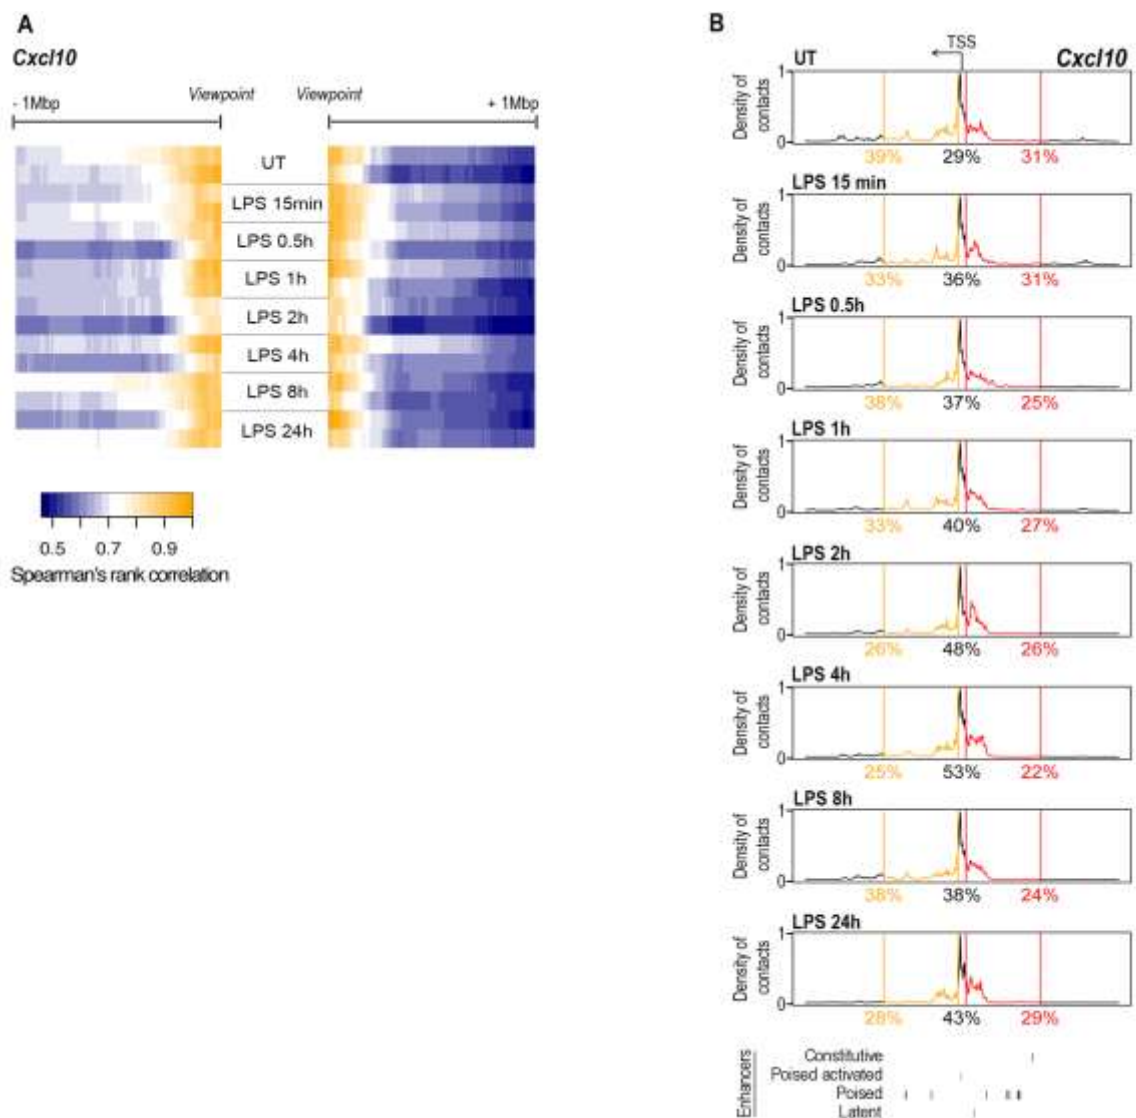 A
Cxcl10
- 1Mbp
Viewpoint
Viewpoint
+ 1Mbp
UT
LPS 15min
LPS 0.5h
LPS 1h
LPS 2h
LPS 4h
LPS 8h
LPS 24h
0.5 0.7 0.9
Spearman's rank correlation
B
TSS
UT
Cxcl10
Density of
contacts
1
0
39% 29% 31%
LPS 15 min
Density of
contacts
1
0
33% 36% 31%
LPS 0.5h
Density of
contacts
1
0
38% 37% 25%
LPS 1h
Density of
contacts
1
0
33% 40% 27%
LPS 2h
Density of
contacts
1
0
26% 48% 26%
LPS 4h
Density of
contacts
1
0
25% 53% 22%
LPS 8h
Density of
contacts
1
0
38% 38% 24%
LPS 24h
Density of
contacts
1
0
28% 43% 29%
Enhancers
Constitutive
Poised activated
Poised
Latent